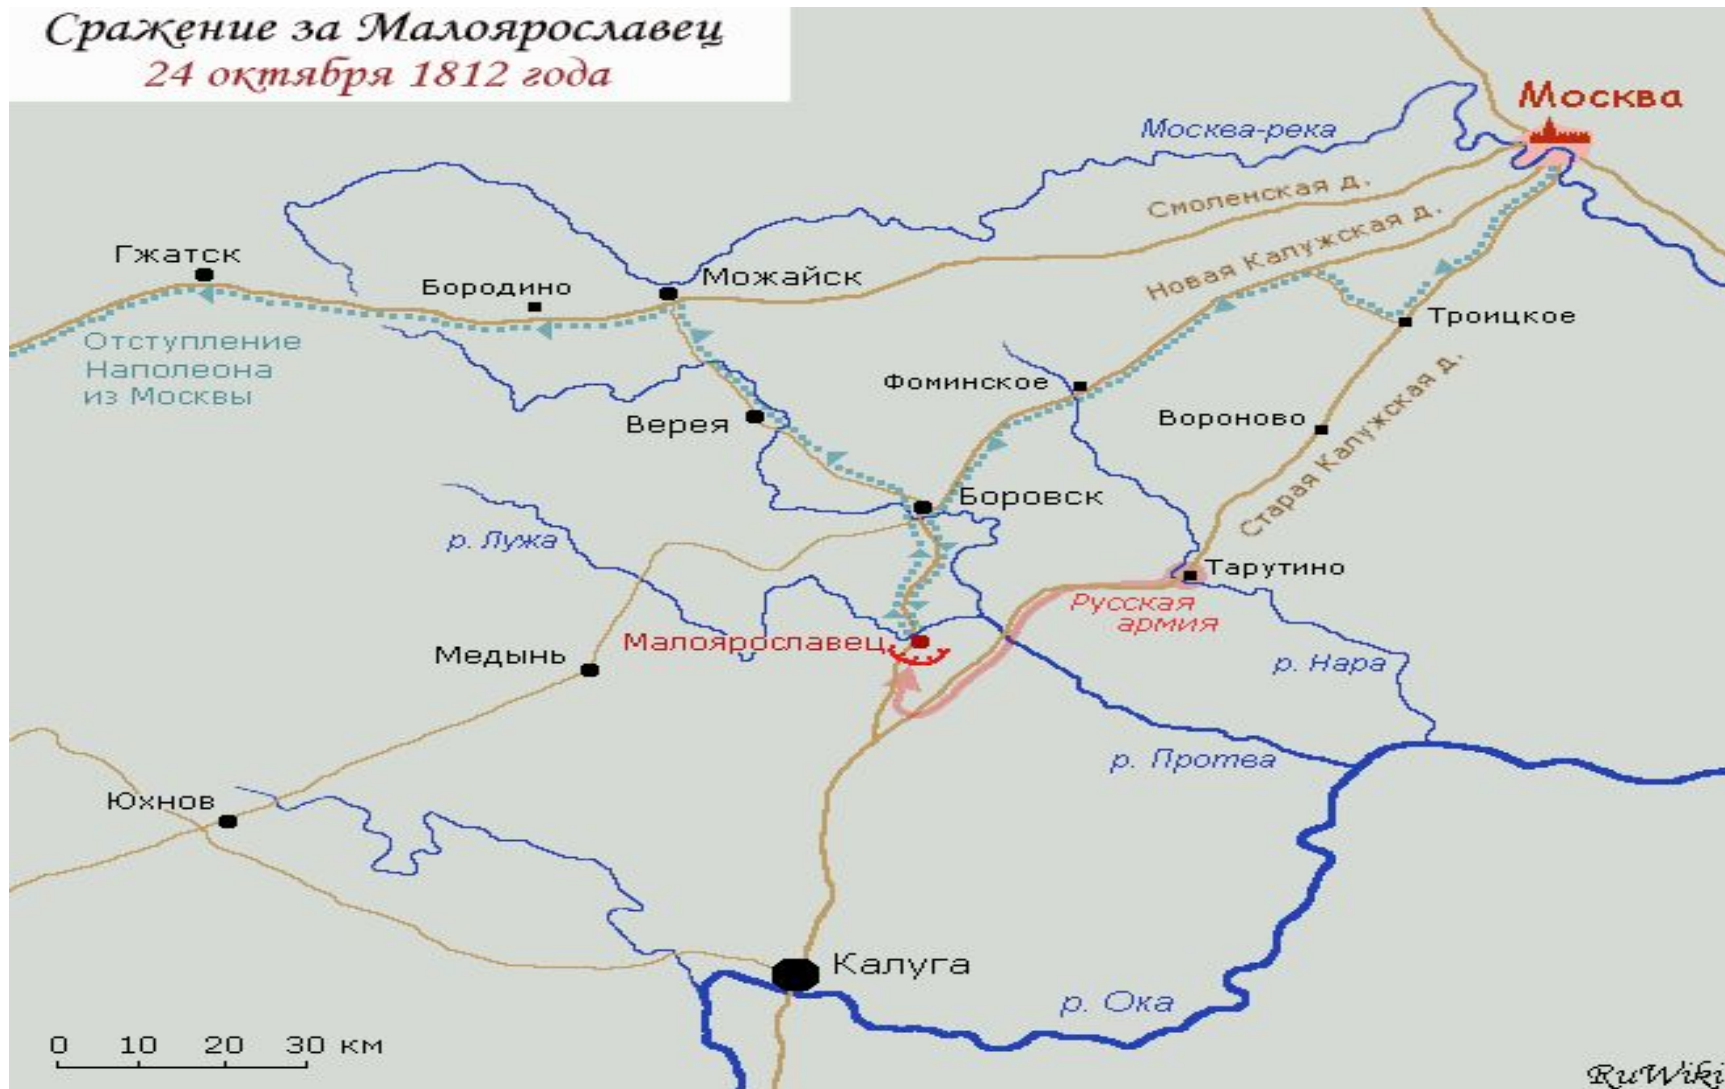 Сражение за Малоярославец
24 октября 1812 года
Москва
Москва-река
Смоленская д.
Новая Калужская д.
Гжатск
Бородино
Можайск
Троицкое
Отступление
Наполеона
из Москвы
Фоминское
Верея
Вороново
Старая Калужская д.
Боровск
р. Лужа
Тарутино
Русская
армия
Малоярославец
Медынь
р. Нара
р. Протва
Юхнов
Калуга
р. Ока
0 10 20 30 км
RuWiki